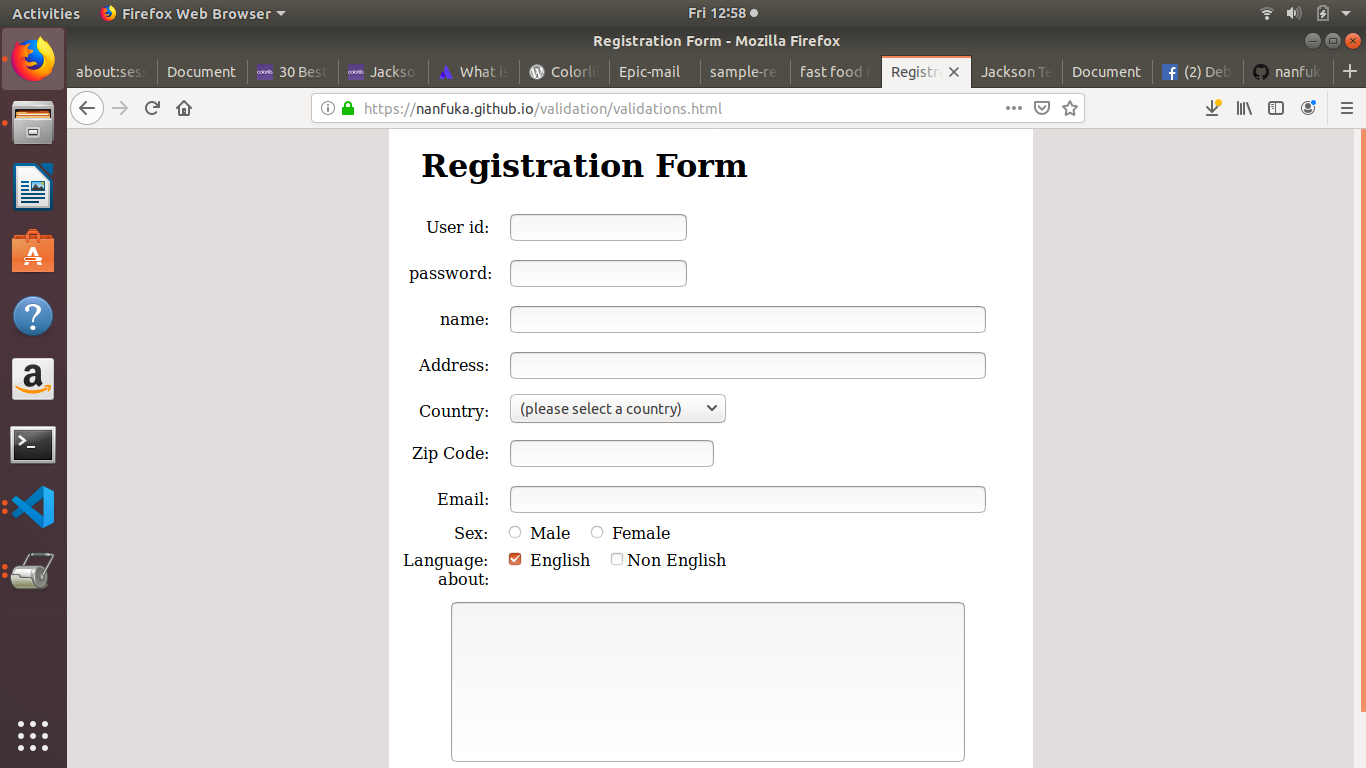 Activities Firefox Web Browser Fri 12:58
Registration Form - Mozilla Firefox
about:sess Document 30 Best Jackso What is Colorli Epic-mail sample-re fast food Registra Jackson Te Document (2) Deb nanfuk
https://nanfuka.github.io/validation/validations.html
Registration Form
User id:
password:
name:
Address:
Country: (please select a country)
Zip Code:
Email:
Sex: Male Female
Language: English Non English
about: